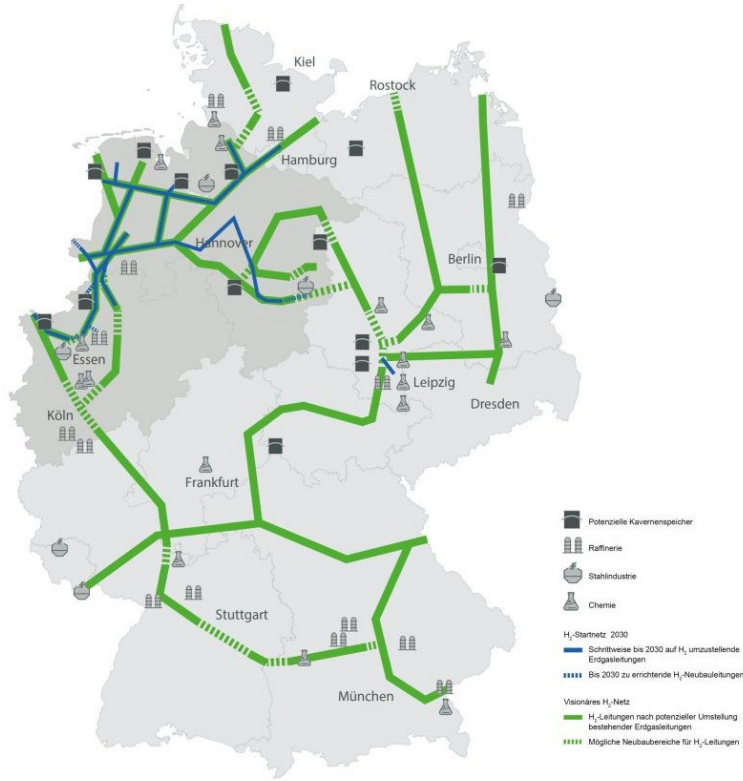 Kiel
Rostock
Hamburg
Hannover
Berlin
Essen
Leipzig
Köln
Dresden
Frankfurt
Stuttgart
München
Potenzielle Kavernenspeicher
Raffinerie
Stahlindustrie
Chemie
H₂-Startnetz 2030
Schrittweise bis 2030 auf H₂ umzustellende
Erdgasleitungen
Bis 2030 zu errichtende H₂-Neubauleitungen
Visionäres H₂-Netz
H₂-Leitungen nach potenzieller Umstellung
bestehender Erdgasleitungen
Mögliche Neubaubereiche für H₂-Leitungen